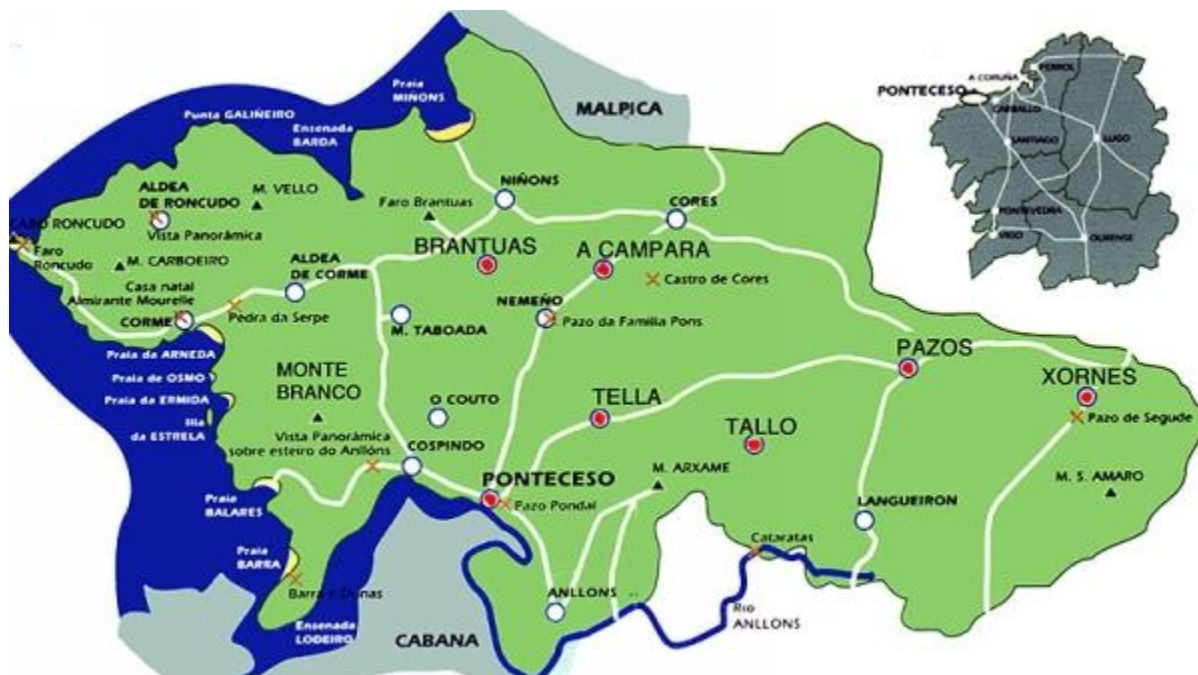 Praia
MIÑONS
MALPICA
Punta GALIÑEIRO
Ensenada
BARDA
ALDEA
DE RONCUDO
M. VELLO
Vista Panorámica
CABO RONCUDO
Faro
Roncudo
M. CARBOEIRO
Casa natal
Almirante Mourelle
CORME
Pedra da Serpe
ALDEA
DE CORME
Faro Brantuas
NIÑONS
CORES
BRANTUAS
A CAMPARA
Castro de Cores
NEMEÑO
Pazo da Familia Pons
M. TABOADA
Praia da ARNEDA
Praia de OSMO
Praia da ERMIDA
Illa
da ESTRELA
MONTE
BRANCO
O COUTO
Vista Panorámica
sobre esteiro do Anllóns
COSPINDO
TELLA
TALLO
PAZOS
XORNES
Pazo de Segude
M. S. AMARO
PONTECESO
Pazo Pondal
M. ARXAME
LANGUEIRON
Praia
BALARES
Praia
BARRA
Barra e Dunas
Ensenada
LODEIRO
CABANA
ANLLONS
Cataratas
Rio
ANLLONS
FERROL
A CORUÑA
PONTECESO
CARBALLO
SANTIAGO
LUGO
PONTEVEDRA
VIGO
OURENSE